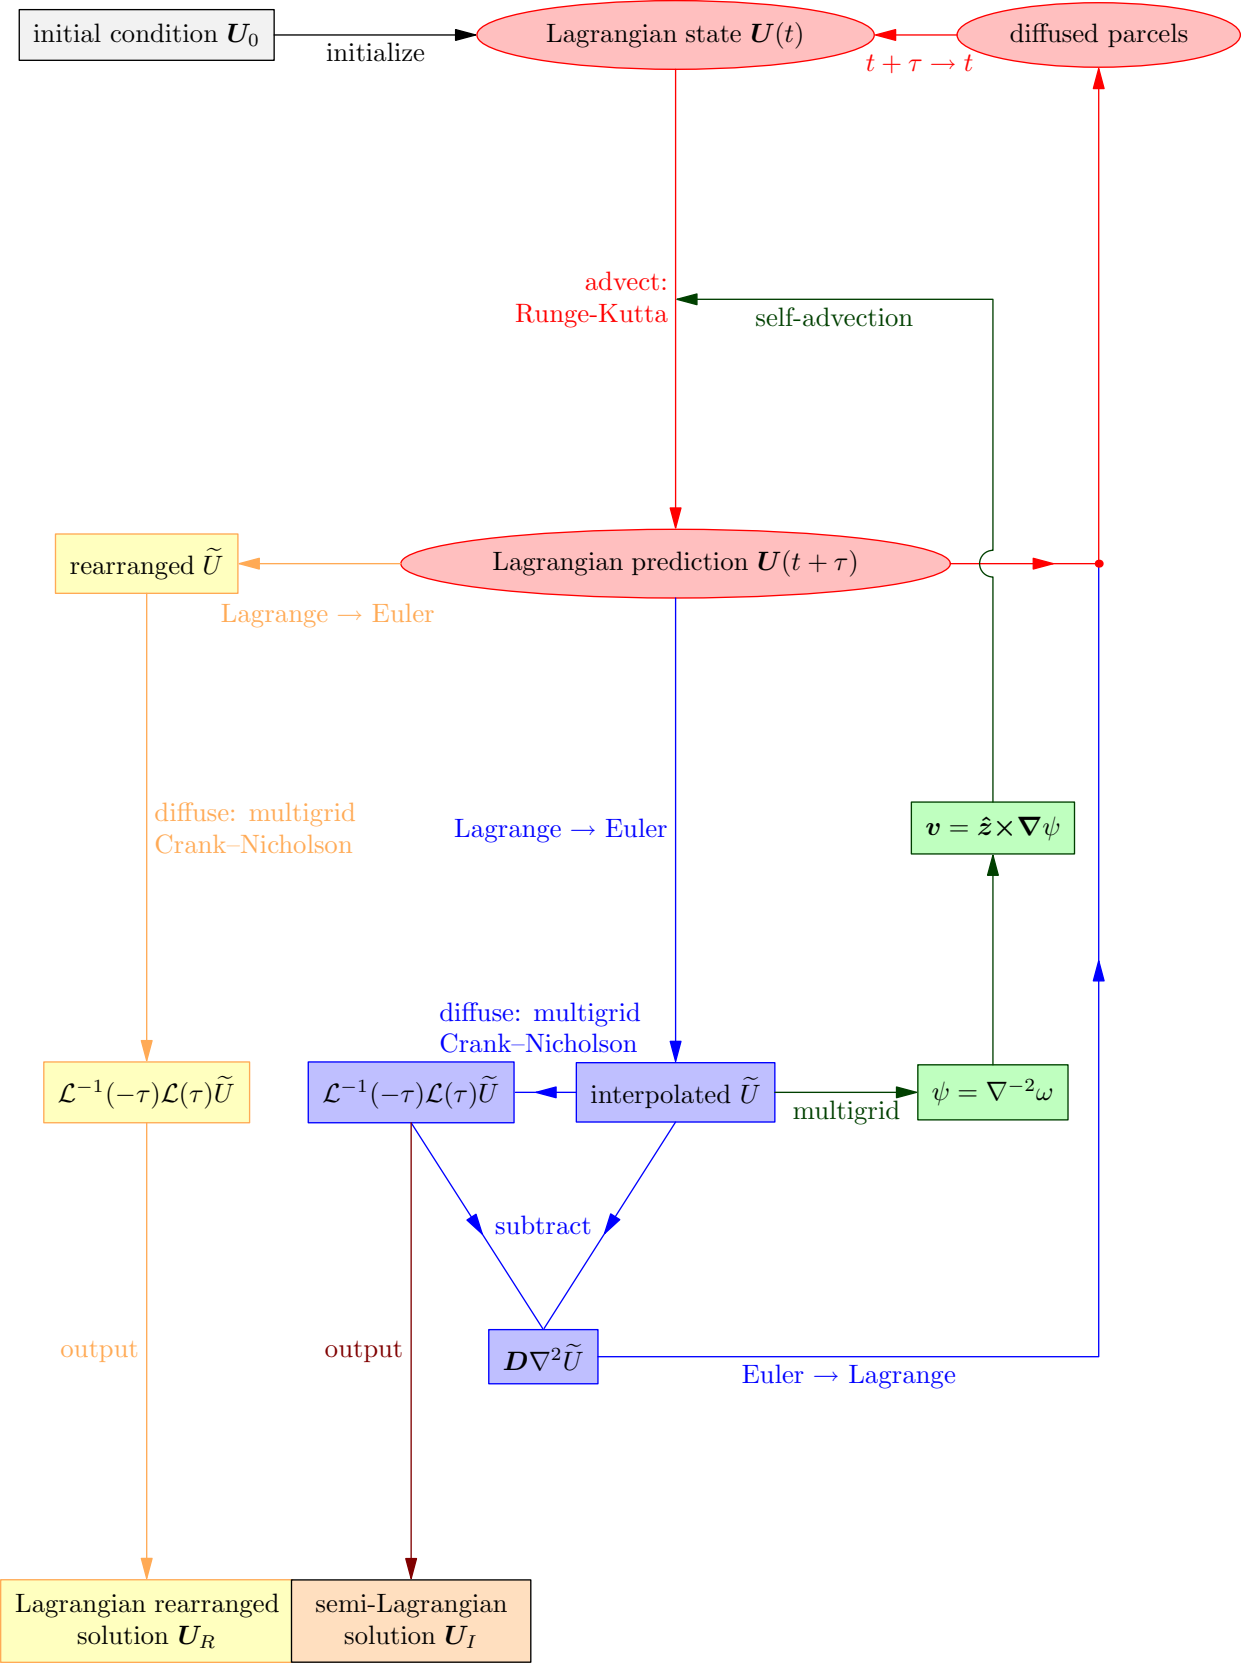 initial condition 𝑼₀
initialize
Lagrangian state 𝑼(t)
t + τ → t
diffused parcels
advect:
Runge-Kutta
self-advection
rearranged Ũ
Lagrange → Euler
Lagrangian prediction 𝑼(t + τ)
diffuse: multigrid
Crank–Nicholson
Lagrange → Euler
𝒗 = 𝒛̂×𝛁ψ
diffuse: multigrid
Crank–Nicholson
ℒ⁻¹(−τ)ℒ(τ)Ũ
ℒ⁻¹(−τ)ℒ(τ)Ũ
interpolated Ũ
multigrid
ψ = ∇⁻²ω
subtract
output
output
𝑫∇²Ũ
Euler → Lagrange
Lagrangian rearranged
solution 𝑼_R
semi-Lagrangian
solution 𝑼_I